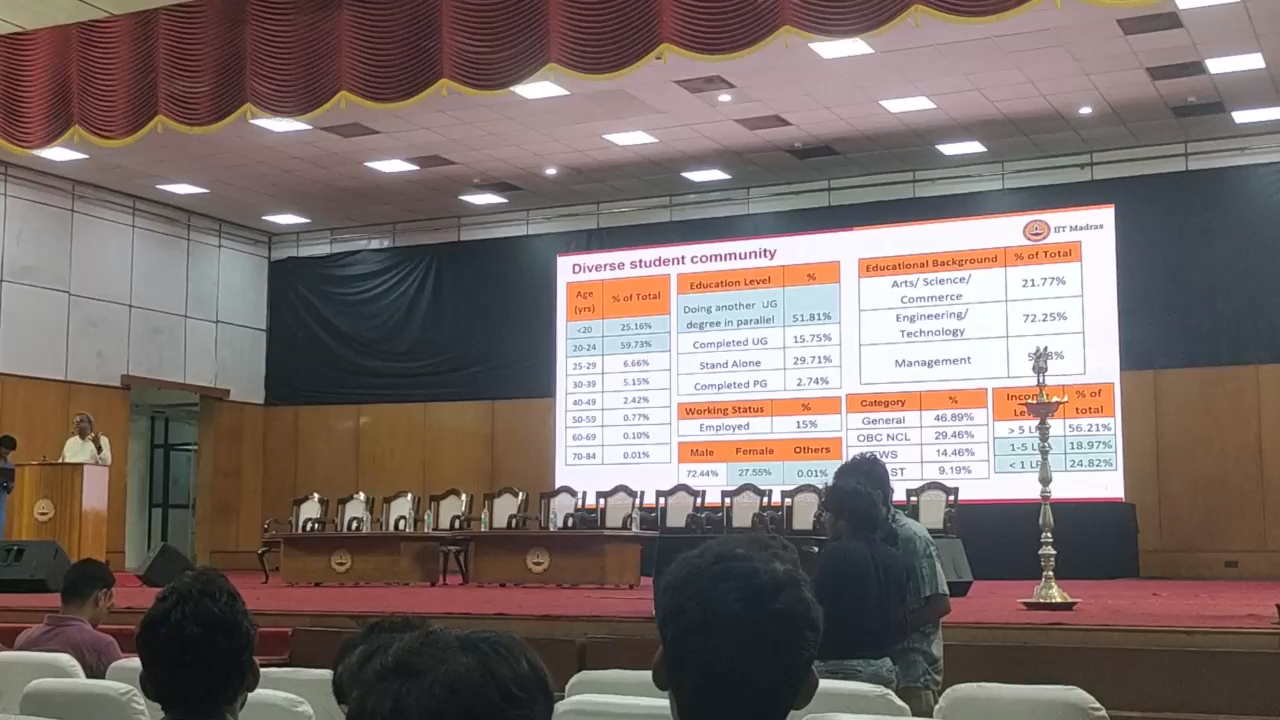 IIT Madras
Diverse student community
Age (yrs) % of Total
<20 25.16%
20-24 59.73%
25-29 6.66%
30-39 5.15%
40-49 2.42%
50-59 0.77%
60-69 0.10%
70-84 0.01%
Education Level %
Doing another UG
degree in parallel 51.81%
Completed UG 15.75%
Stand Alone 29.71%
Completed PG 2.74%
Working Status %
Employed 15%
Male Female Others
72.44% 27.55% 0.01%
Educational Background % of Total
Arts/ Science/
Commerce 21.77%
Engineering/
Technology 72.25%
Management
Category %
General 46.89%
OBC NCL 29.46%
EWS 14.46%
ST 9.19%
% of
total
> 5 56.21%
1-5 18.97%
< 1 24.82%